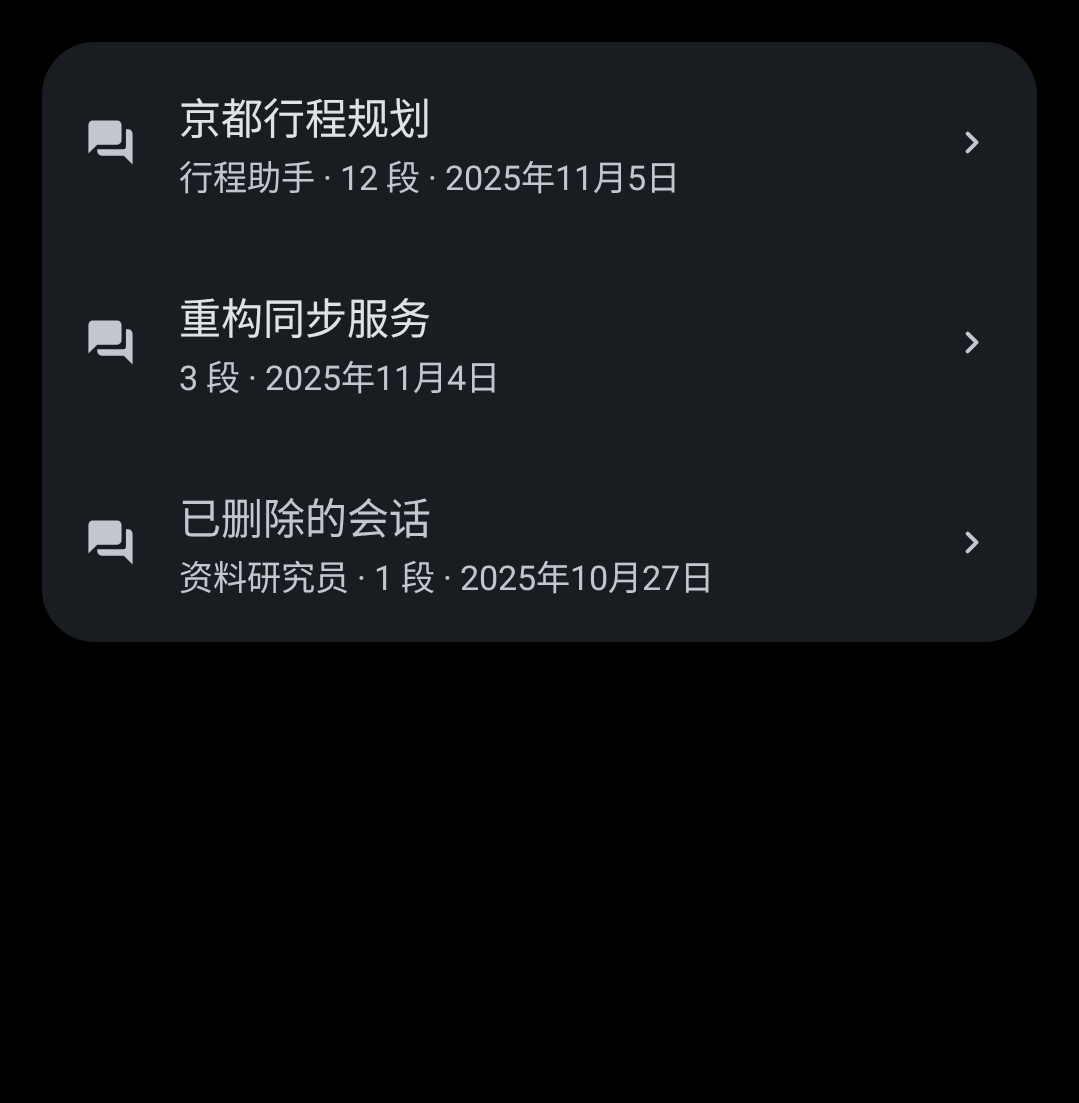 京都行程规划
行程助手 · 12 段 · 2025年11月5日
重构同步服务
3 段 · 2025年11月4日
已删除的会话
资料研究员 · 1 段 · 2025年10月27日